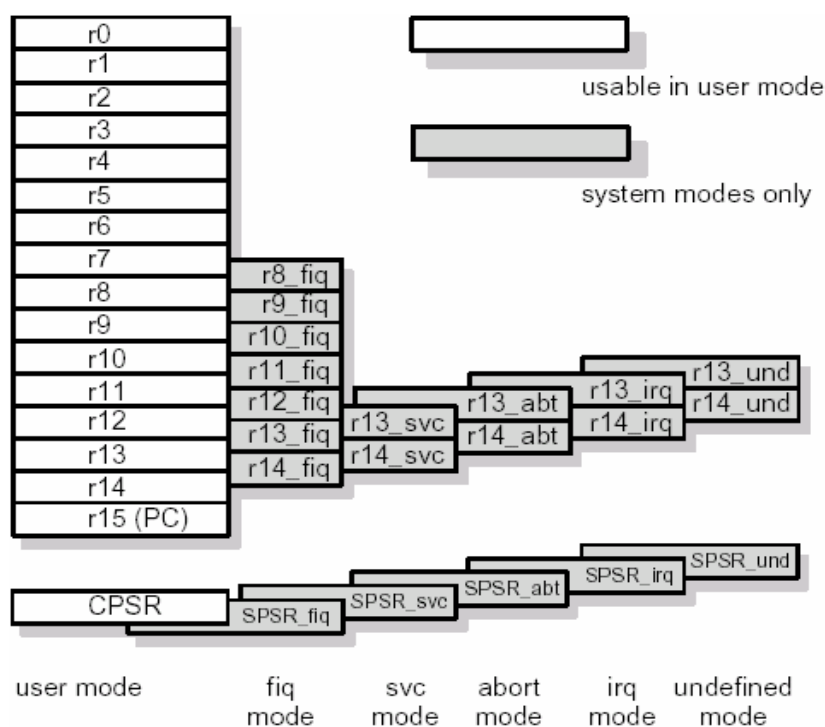 r0
r1
r2
r3
r4
r5
r6
r7
r8
r9
r10
r11
r12
r13
r14
r15 (PC)
usable in user mode
system modes only
r8_fiq
r9_fiq
r10_fiq
r11_fiq
r12_fiq
r13_fiq
r14_fiq
r13_svc
r14_svc
r13_abt
r14_abt
r13_irq
r14_irq
r13_und
r14_und
CPSR
SPSR_fiq
SPSR_svc
SPSR_abt
SPSR_irq
SPSR_und
user mode
fiq
mode
svc
mode
abort
mode
irq
mode
undefined
mode